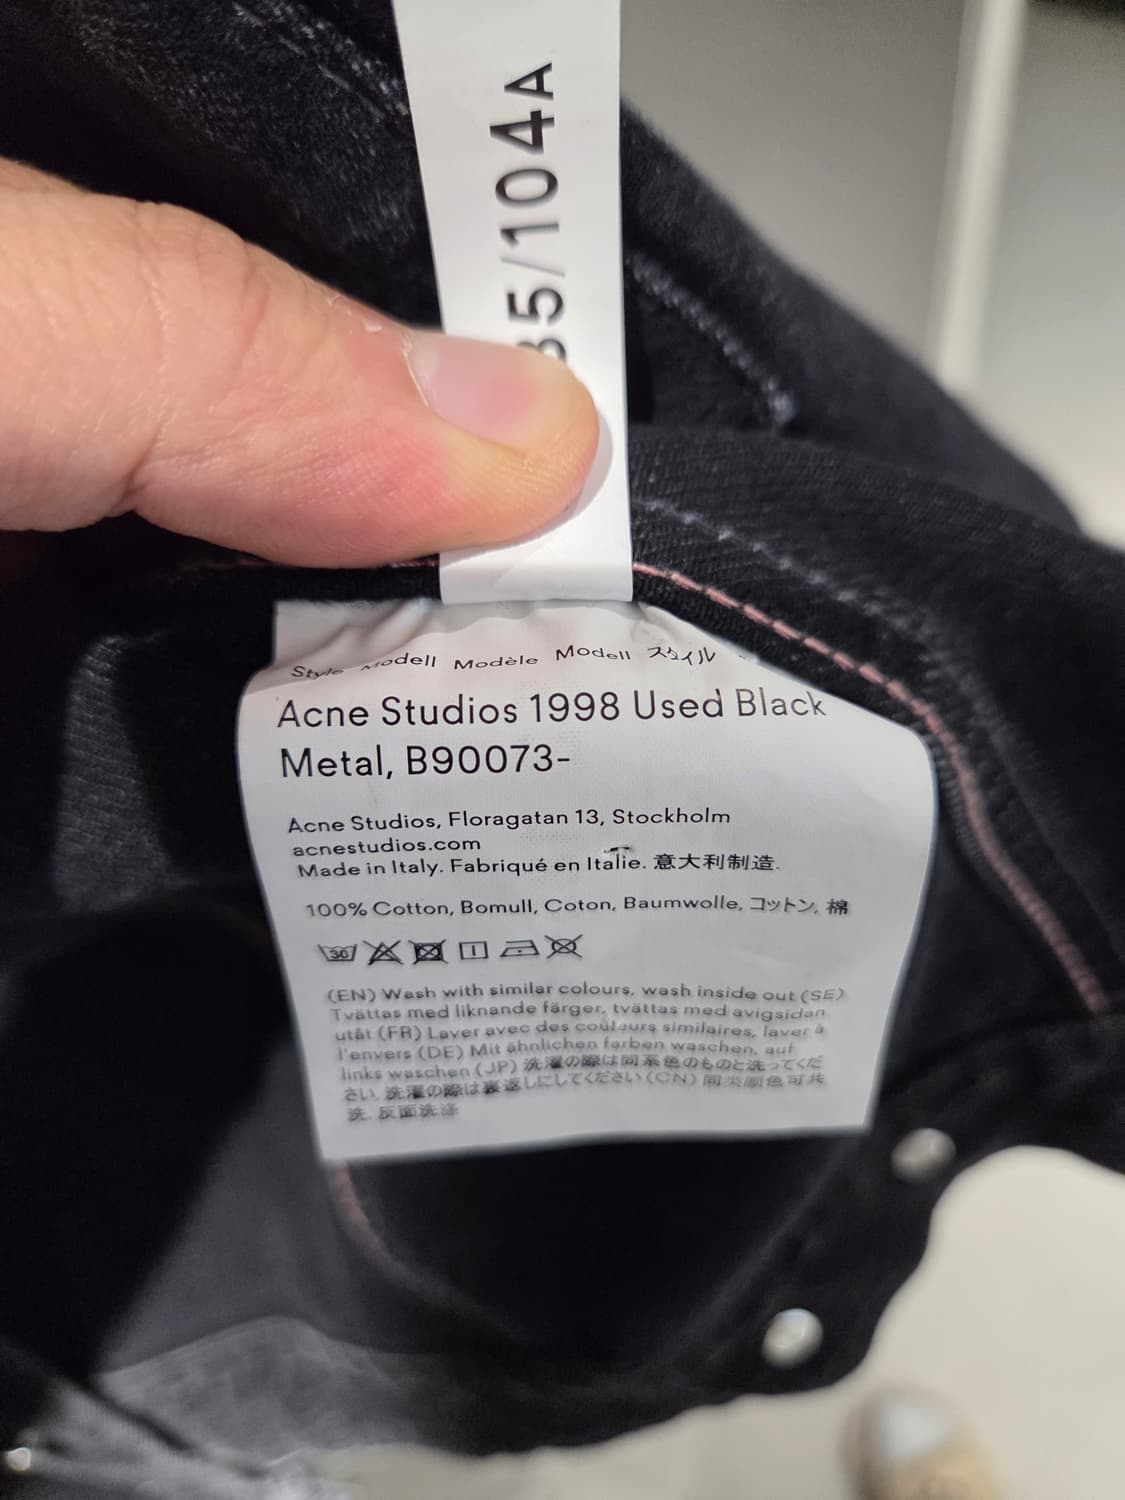 85/104A
Style Modell Modèle Modell スタイル
Acne Studios 1998 Used Black
Metal, B90073-
Acne Studios, Floragatan 13, Stockholm
acnestudios.com
Made in Italy. Fabriqué en Italie. 意大利制造.
100% Cotton, Bomull, Coton, Baumwolle, コットン, 棉
30
(EN) Wash with similar colours, wash inside out (SE)
Tvättas med liknande färger, tvättas med avigsidan
utåt (FR) Laver avec des couleurs similaires, laver à
l'envers (DE) Mit ähnlichen farben waschen, auf
links waschen (JP) 洗濯の際は同系色のものと洗ってくだ
さい, 洗濯の際は裏返しにしてください (CN) 同类颜色可共
洗, 反面洗涤